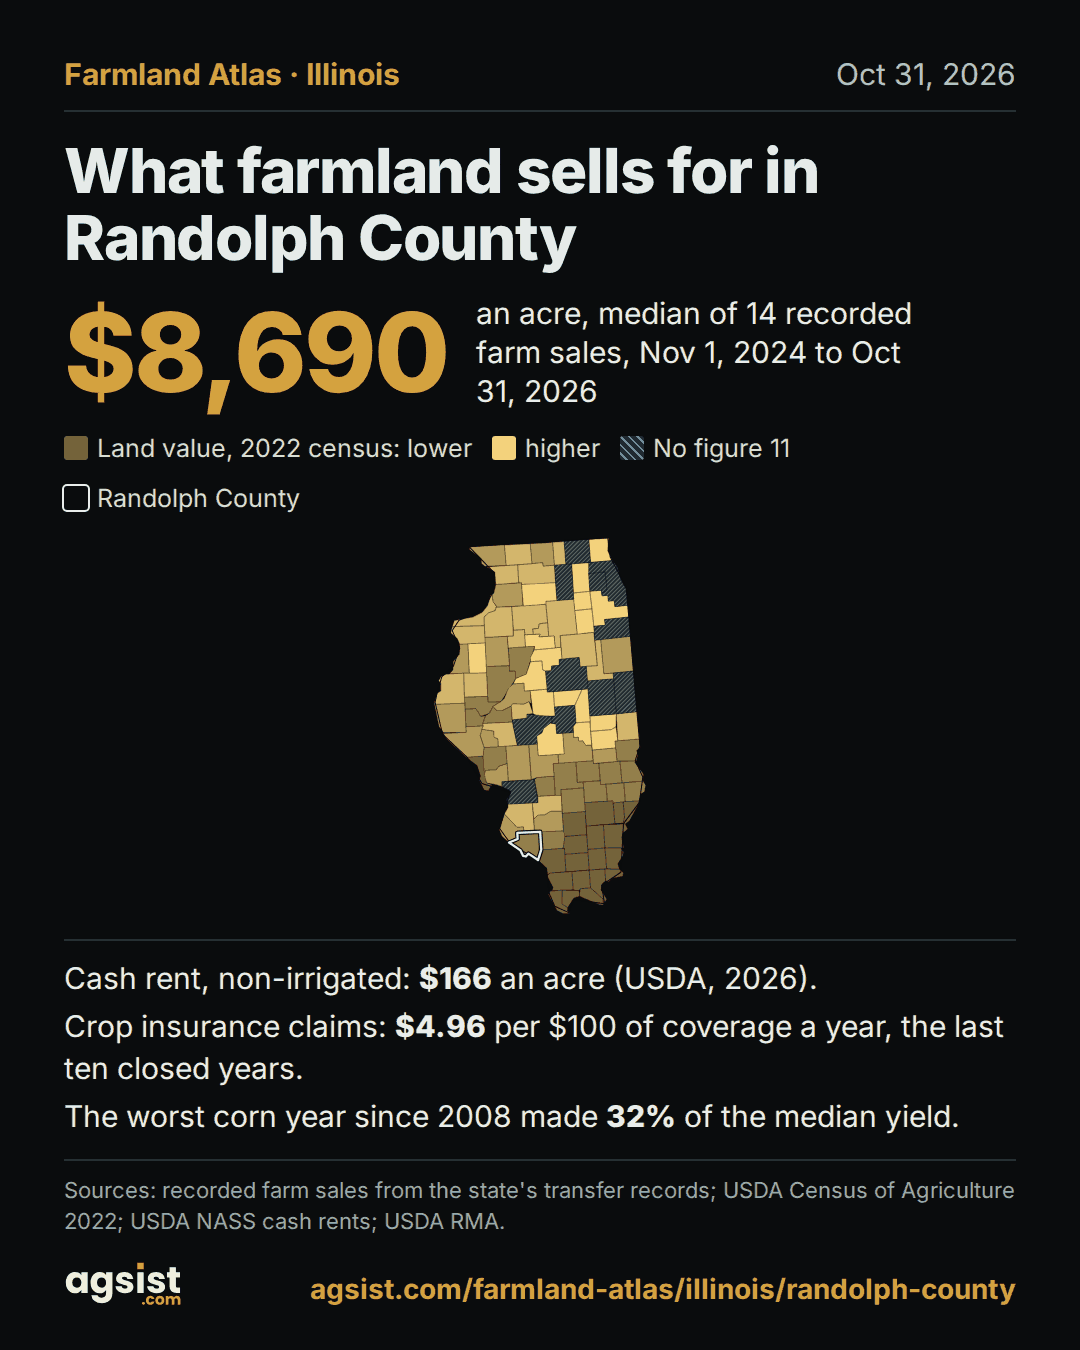 Farmland Atlas · Illinois
Oct 31, 2026
What farmland sells for in
Randolph County
$8,690
an acre, median of 14 recorded
farm sales, Nov 1, 2024 to Oct
31, 2026
Land value, 2022 census: lower
higher
No figure 11
Randolph County
Cash rent, non-irrigated: $166 an acre (USDA, 2026).
Crop insurance claims: $4.96 per $100 of coverage a year, the last
ten closed years.
The worst corn year since 2008 made 32% of the median yield.
Sources: recorded farm sales from the state's transfer records; USDA Census of Agriculture
2022; USDA NASS cash rents; USDA RMA.
agsist
.com
agsist.com/farmland-atlas/illinois/randolph-county